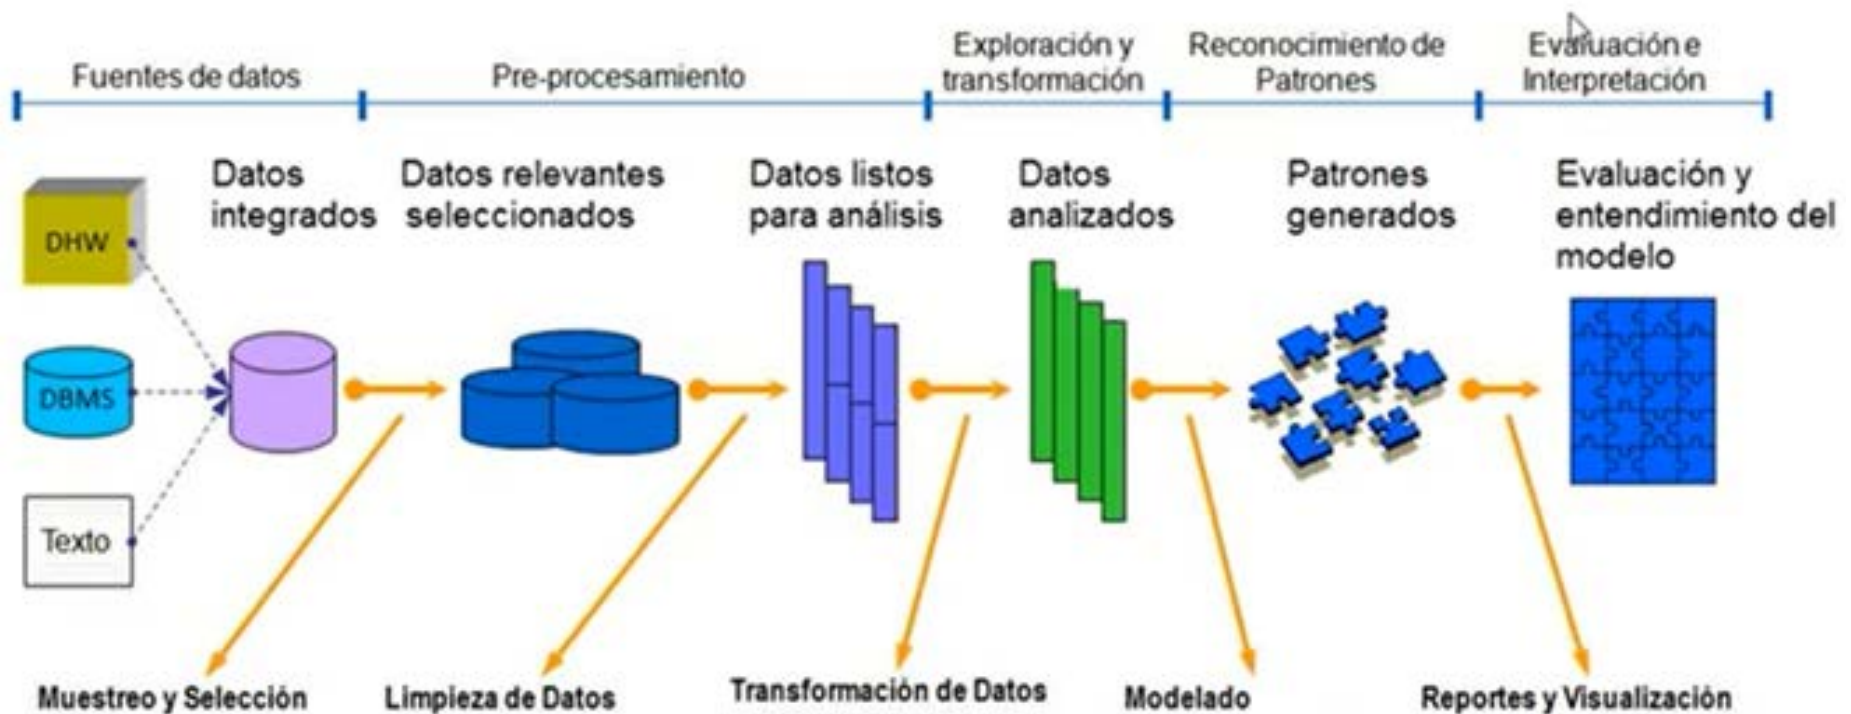 Fuentes de datos
Pre-procesamiento
Exploración y
transformación
Reconocimiento de
Patrones
Evaluación e
Interpretación
Datos
integrados
Datos relevantes
seleccionados
Datos listos
para análisis
Datos
analizados
Patrones
generados
Evaluación y
entendimiento del
modelo
DHW
DBMS
Texto
Muestreo y Selección
Limpieza de Datos
Transformación de Datos
Modelado
Reportes y Visualización